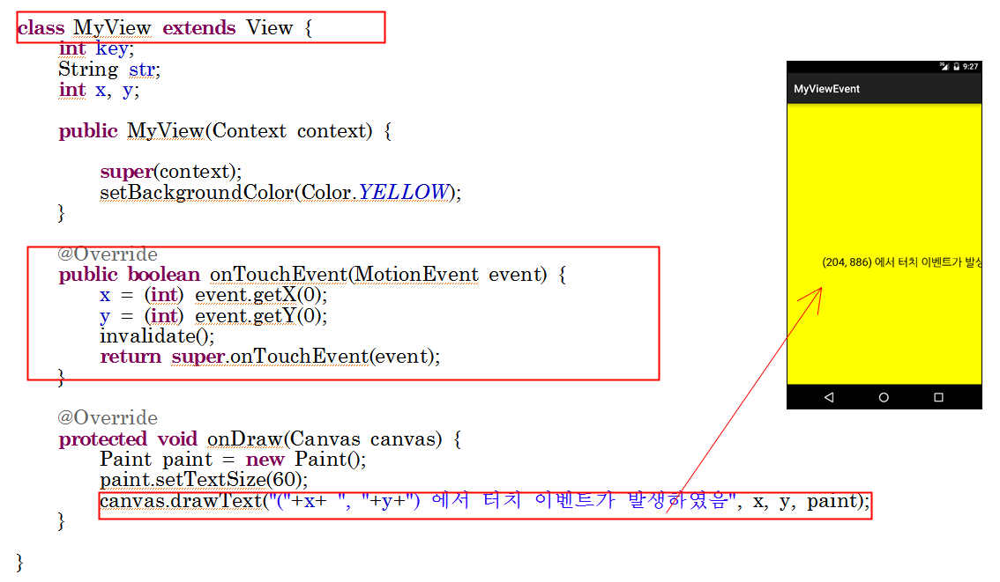 class MyView extends View {
int key;
String str;
int x, y;
public MyView(Context context) {
super(context);
setBackgroundColor(Color.YELLOW);
}
@Override
public boolean onTouchEvent(MotionEvent event) {
x = (int) event.getX(0);
y = (int) event.getY(0);
invalidate();
return super.onTouchEvent(event);
}
@Override
protected void onDraw(Canvas canvas) {
Paint paint = new Paint();
paint.setTextSize(60);
canvas.drawText("("+x+ ", "+y+") 에서 터치 이벤트가 발생하였음", x, y, paint);
}
}
9:27
MyViewEvent
(204, 886) 에서 터치 이벤트가 발생